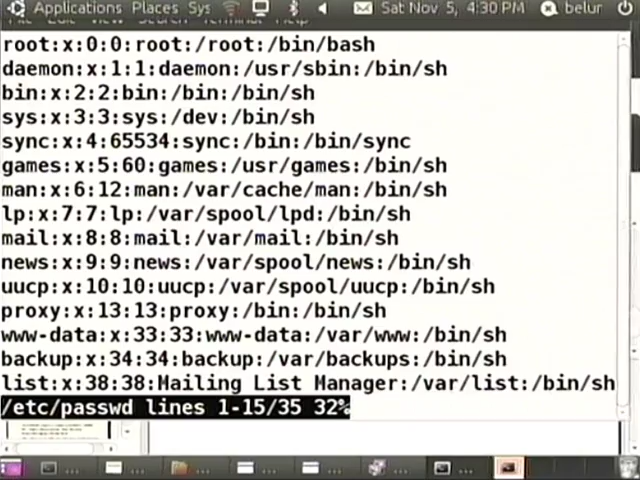 Applications Places Sys Sat Nov 5, 4:30 PM belur
root:x:0:0:root:/root:/bin/bash
daemon:x:1:1:daemon:/usr/sbin:/bin/sh
bin:x:2:2:bin:/bin:/bin/sh
sys:x:3:3:sys:/dev:/bin/sh
sync:x:4:65534:sync:/bin:/bin/sync
games:x:5:60:games:/usr/games:/bin/sh
man:x:6:12:man:/var/cache/man:/bin/sh
lp:x:7:7:lp:/var/spool/lpd:/bin/sh
mail:x:8:8:mail:/var/mail:/bin/sh
news:x:9:9:news:/var/spool/news:/bin/sh
uucp:x:10:10:uucp:/var/spool/uucp:/bin/sh
proxy:x:13:13:proxy:/bin:/bin/sh
www-data:x:33:33:www-data:/var/www:/bin/sh
backup:x:34:34:backup:/var/backups:/bin/sh
list:x:38:38:Mailing List Manager:/var/list:/bin/sh
/etc/passwd lines 1-15/35 32%